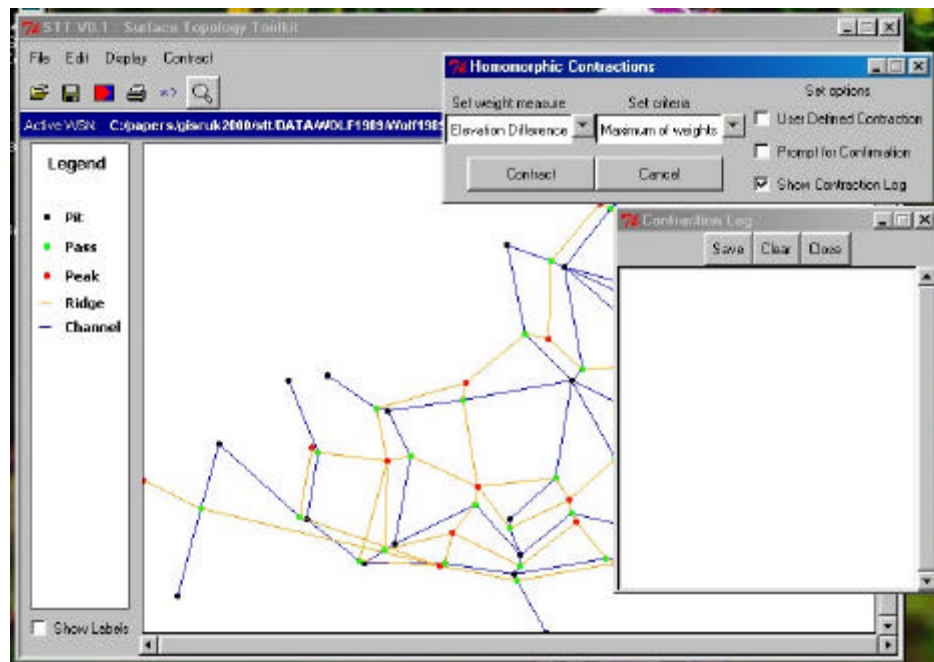 STT V0.1 : Surface Topology Toolkit
File Edit Display Contract
Active WSN: C:/papers/gisruk2000/stt/DATA/WOLF1989/Wolf198
Legend
Pit
Pass
Peak
Ridge
Channel
Show Labels
Homomorphic Contractions
Set weight measure
Set criteria
Set options
Elevation Difference
Maximum of weights
User Defined Contraction
Prompt for Confirmation
Show Contraction Log
Contract
Cancel
Contraction Log
Save Clear Close